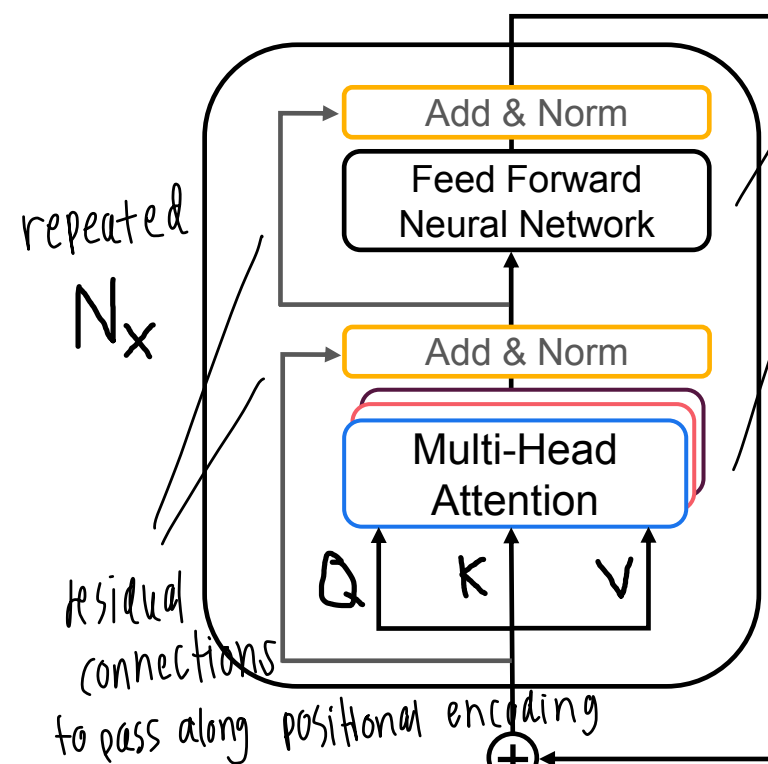 Add & Norm
Feed Forward
Neural Network
repeated
Nx
Add & Norm
Multi-Head
Attention
Q K V
residual
connections
to pass along positional encoding